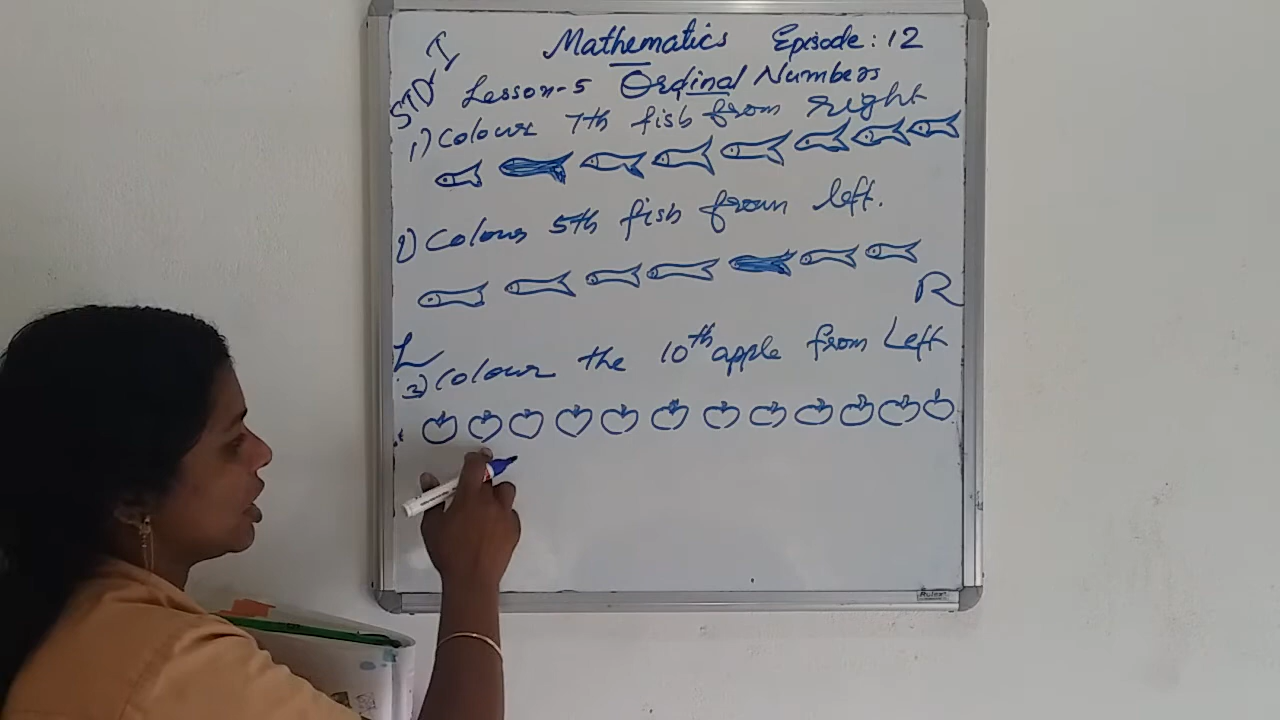 STD I
Mathematics Episode: 12
Lesson-5 Ordinal Numbers
1) Colour 7th fish from right
2) Colour 5th fish from left.
R
L
3) Colour the 10th apple from Left